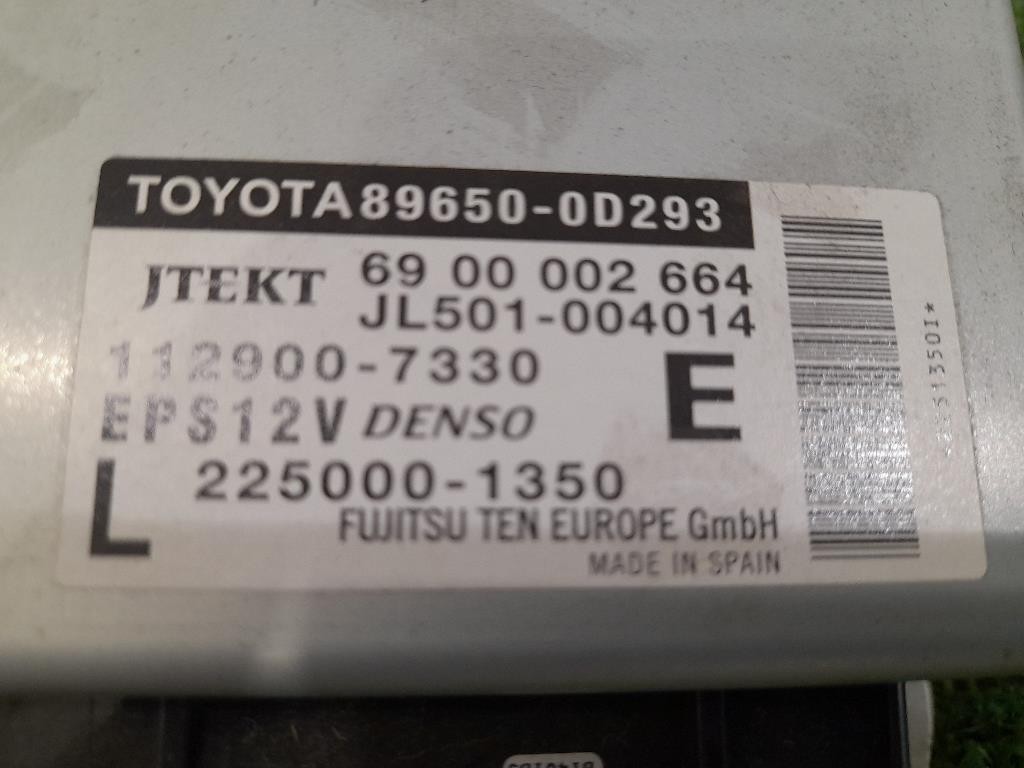 TOYOTA 89650-0D293
JTEKT 69 00 002 664
JL501-004014
112900-7330
EPS12V DENSO E
L 225000-1350
FUJITSU TEN EUROPE GmbH
MADE IN SPAIN